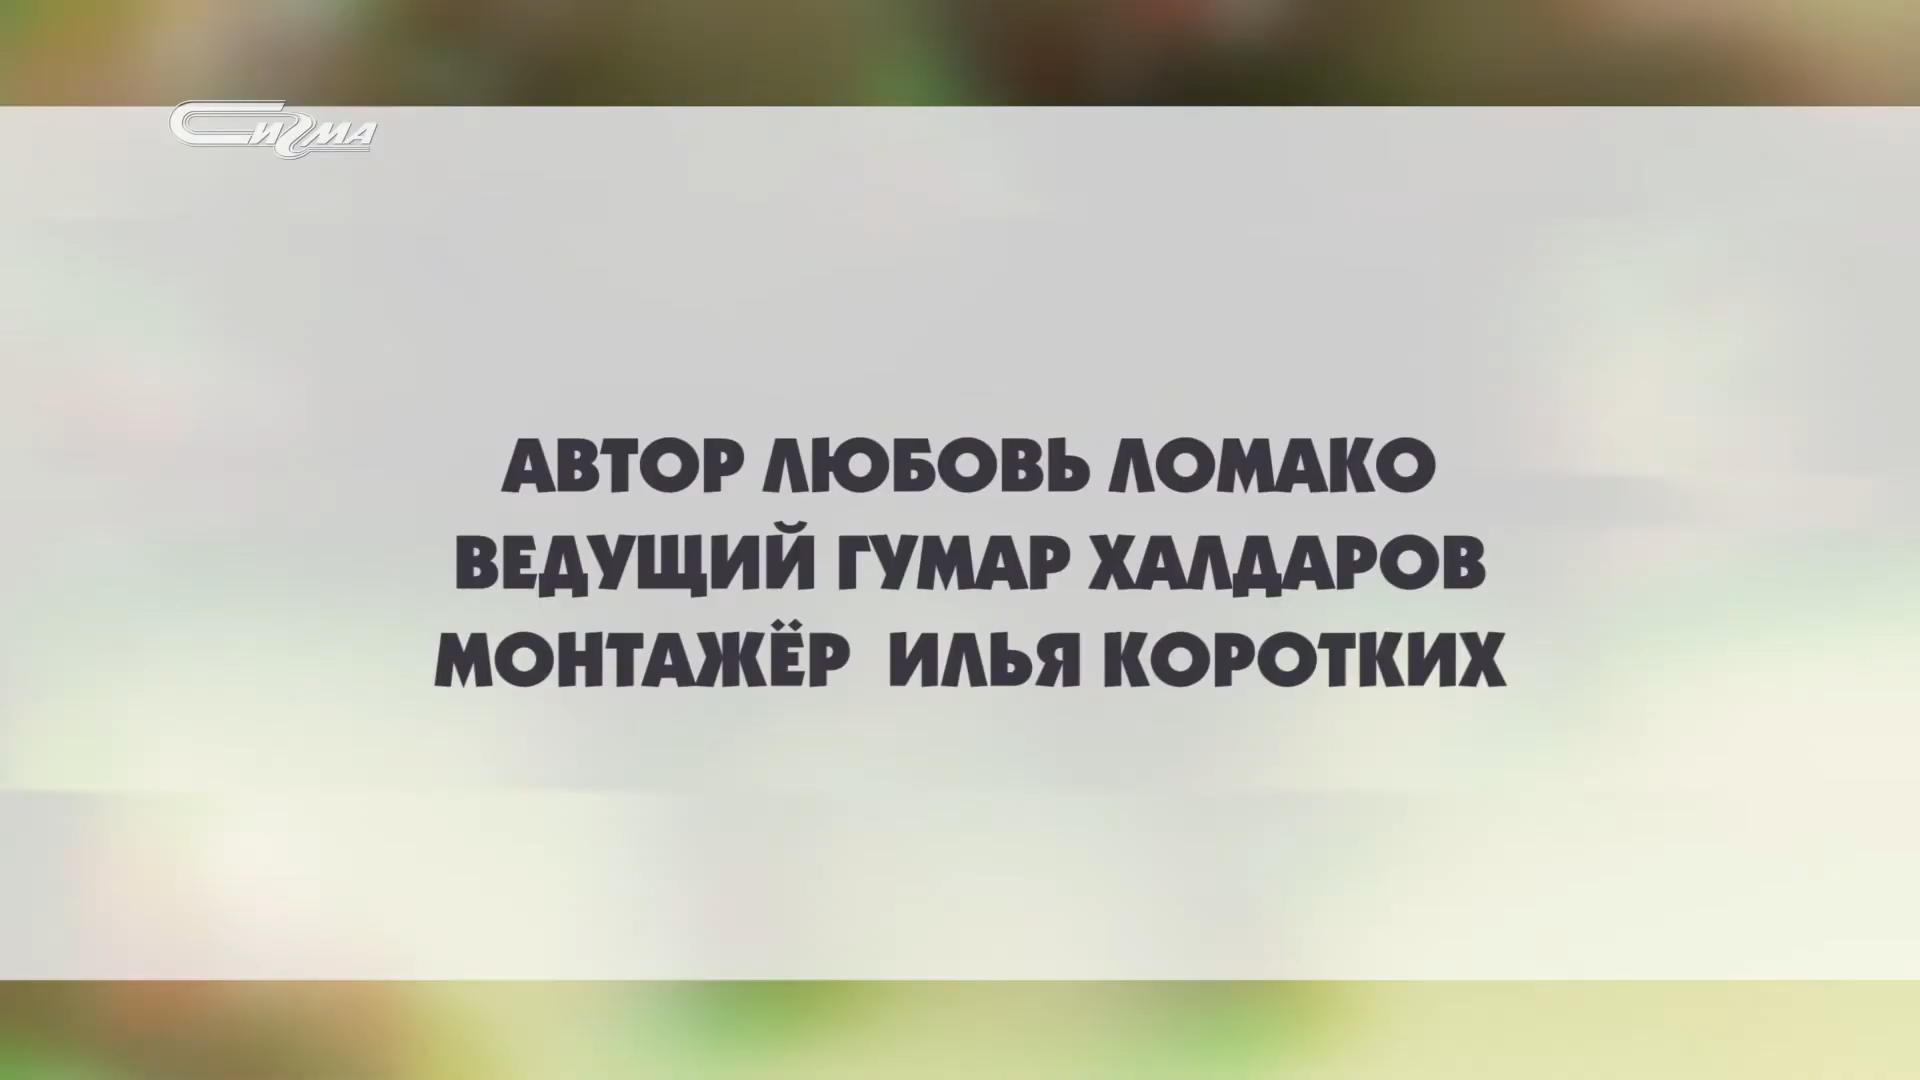 Сигма
АВТОР ЛЮБОВЬ ЛОМАКО
ВЕДУЩИЙ ГУМАР ХАЛДАРОВ
МОНТАЖЁР ИЛЬЯ КОРОТКИХ